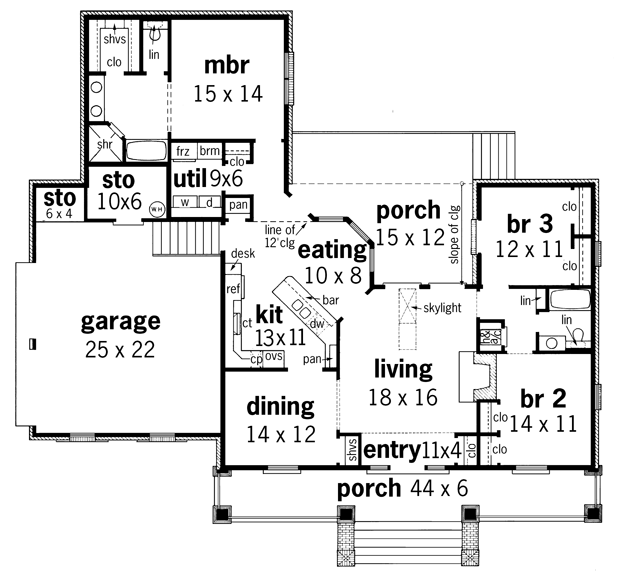 shvs
clo
lin
mbr
15 x 14
shr
frz
brm
clo
util 9x6
w
d
pan
sto
10x6
W H
sto
6 x 4
line of
12' clg
porch
15 x 12
slope of clg
br 3
12 x 11
clo
clo
eating
10 x 8
desk
ref
bar
skylight
lin
lin
garage
25 x 22
kit
13x11
ct
dw
cp
ovs
pan
h&
a/c
living
18 x 16
dining
14 x 12
br 2
14 x 11
clo
clo
shvs
entry 11x4
clo
porch 44 x 6